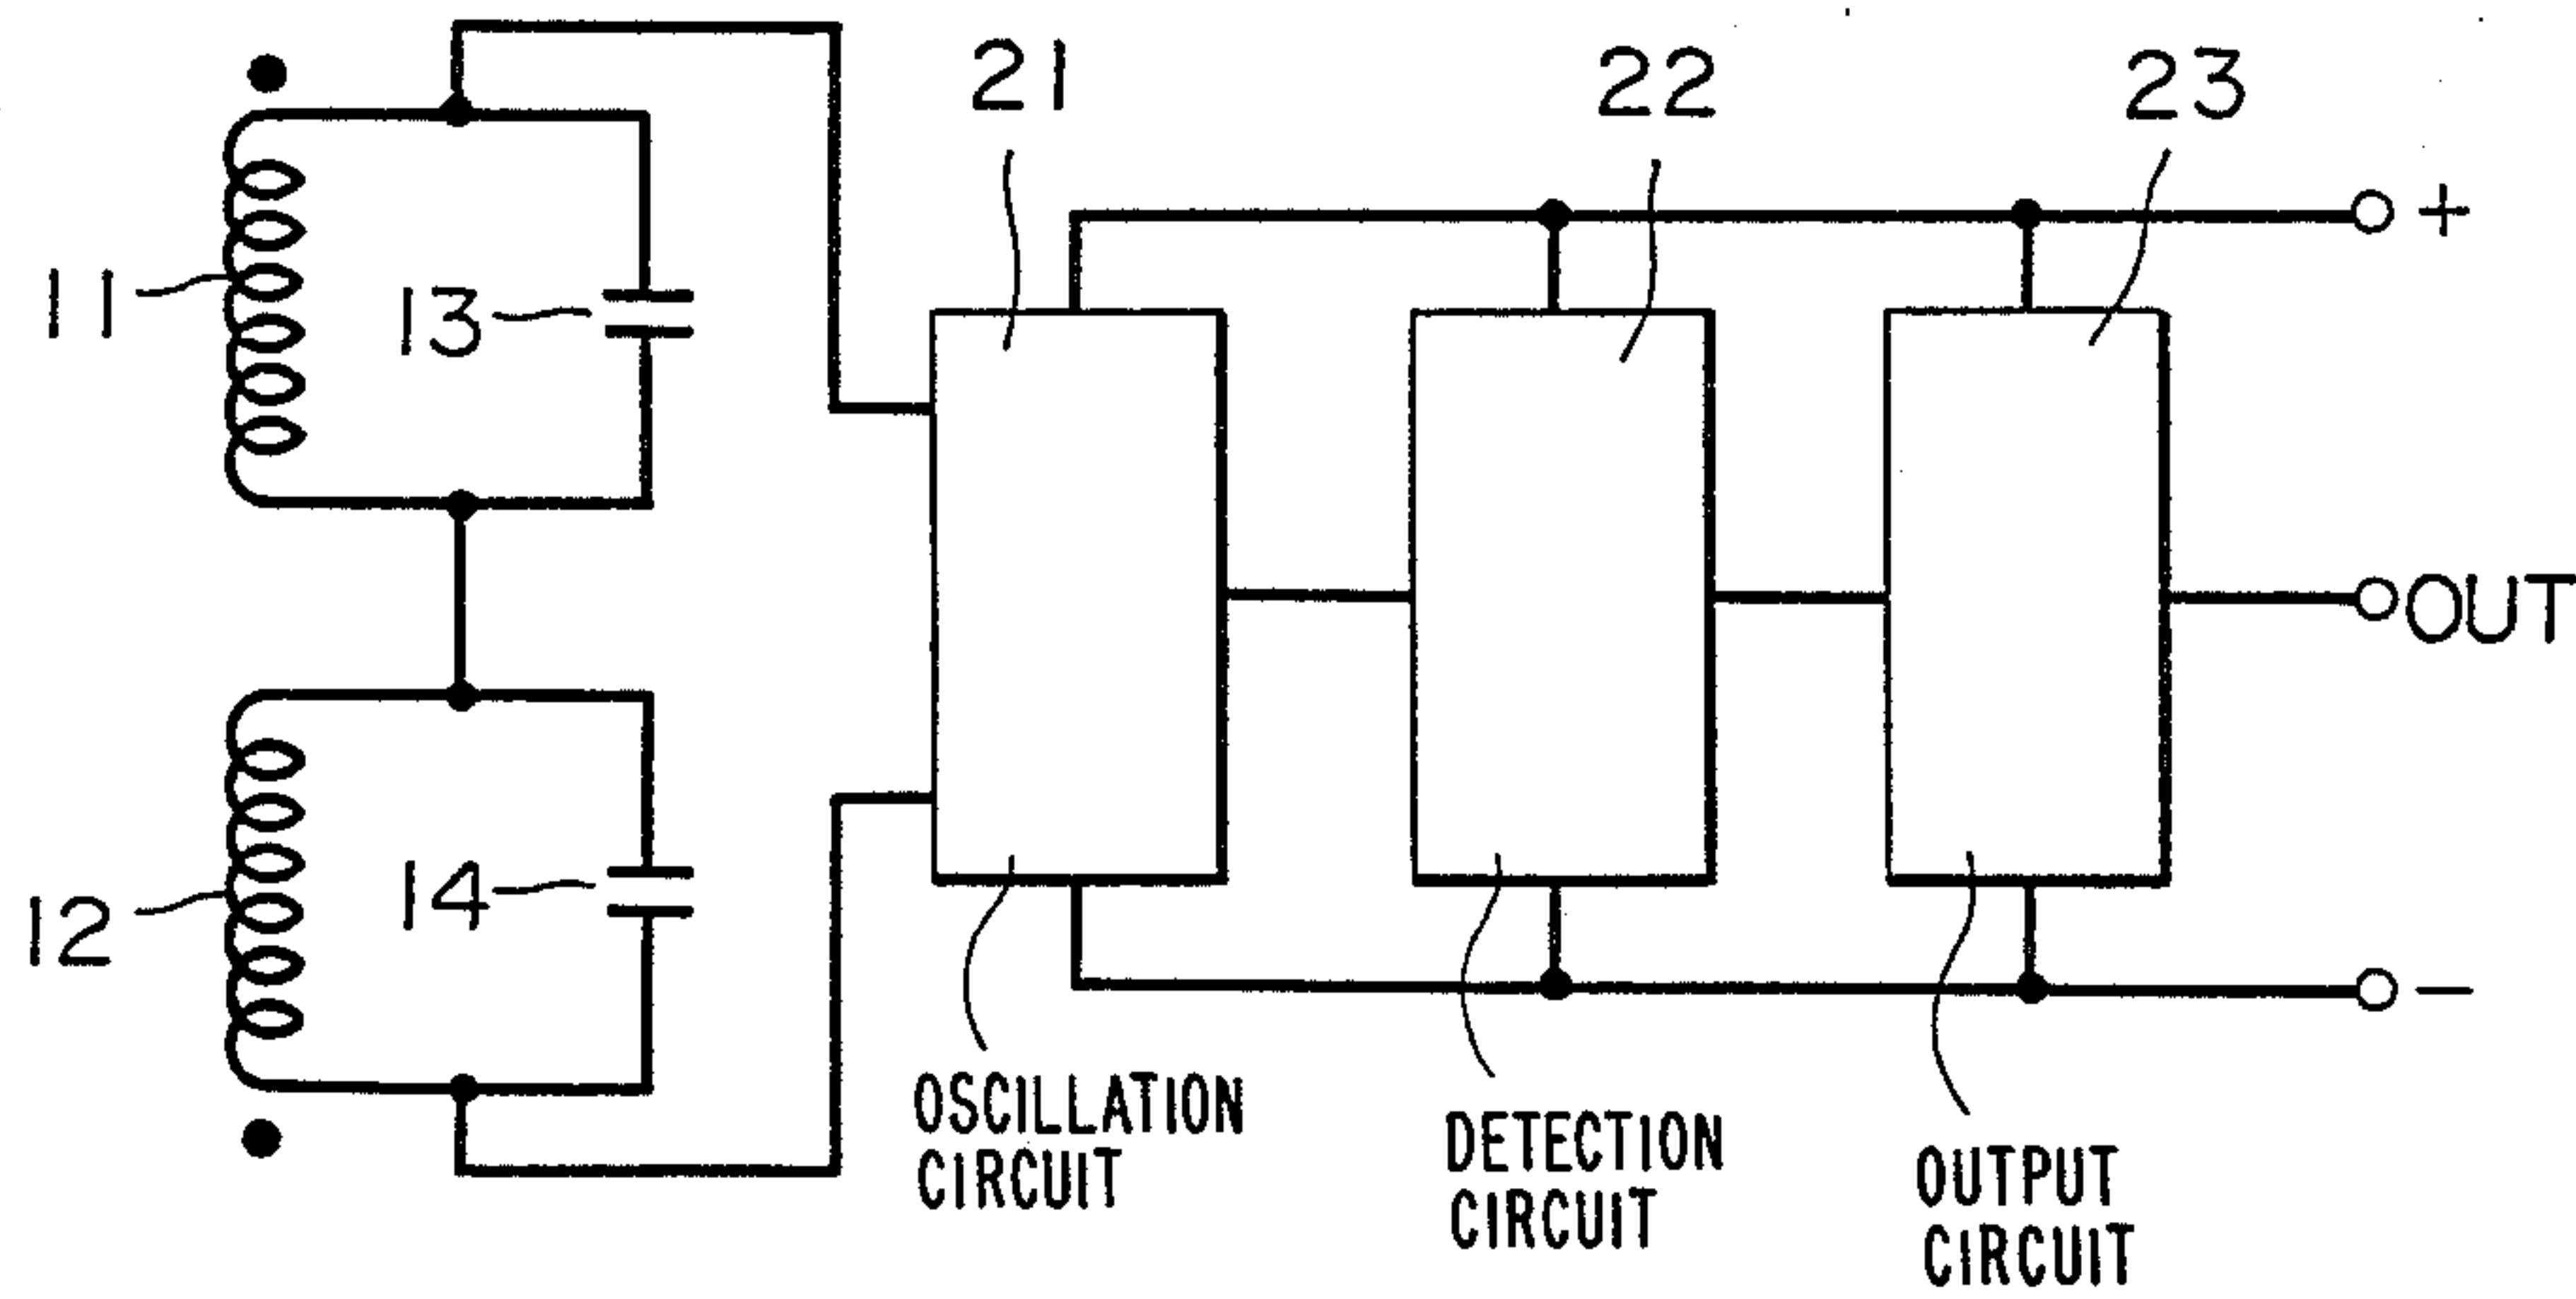 21
22
23
+
11
13
OUT
12
14
−
OSCILLATION
CIRCUIT
DETECTION
CIRCUIT
OUTPUT
CIRCUIT